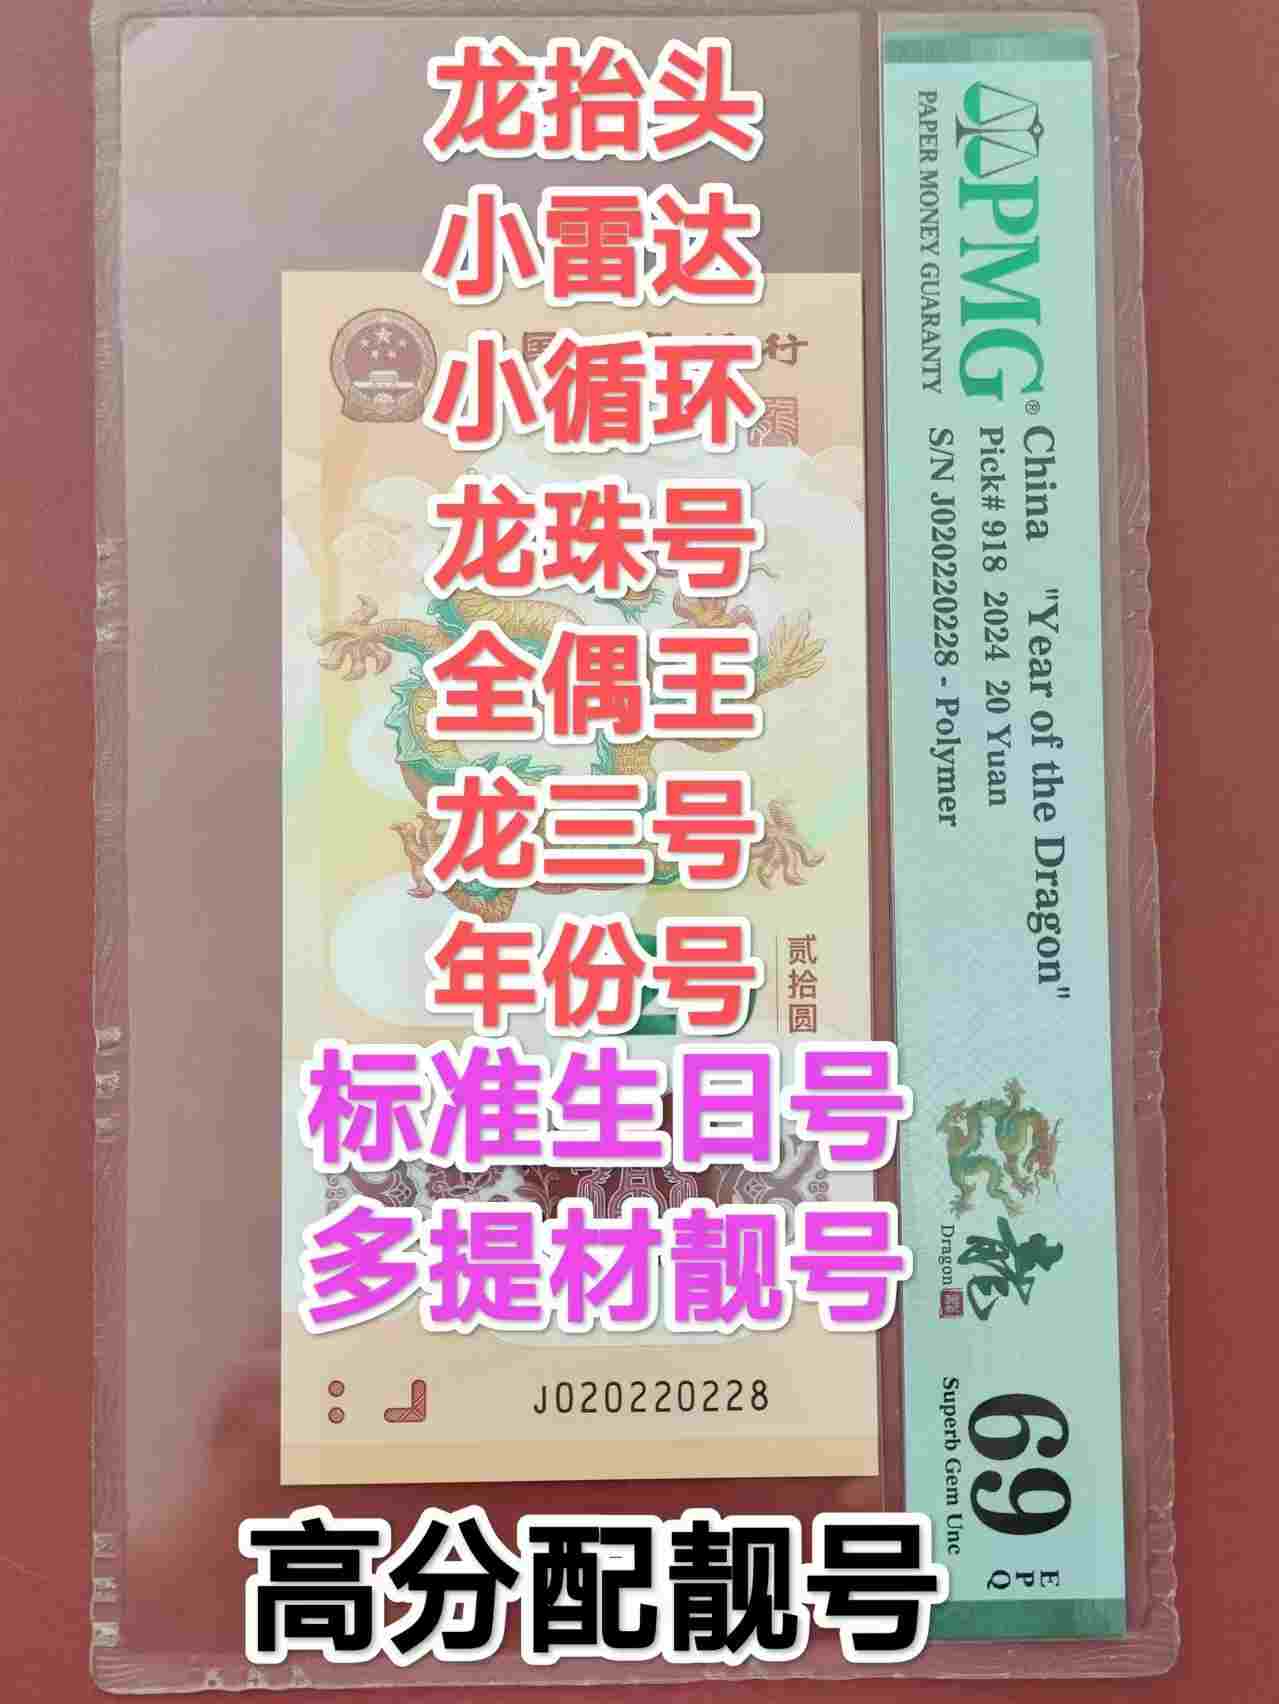 龙抬头
小雷达
小循环
龙珠号
全偶王
龙三号
年份号
标准生日号
多提材靓号
高分配靓号
行
贰拾圆
J020220228
PMG®
PAPER MONEY GUARANTY
China "Year of the Dragon"
Pick# 918 2024 20 Yuan
S/N J020220228 - Polymer
龍
Dragon
69
EPQ
Superb Gem Unc